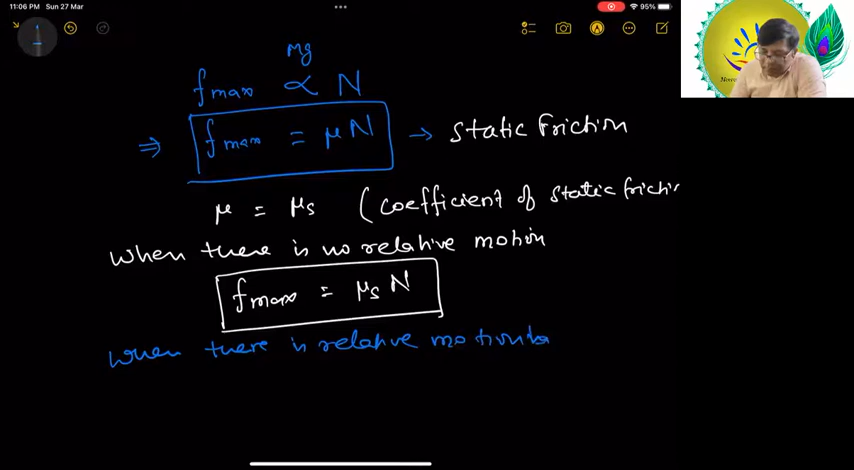 11:06 PM Sun 27 Mar
95%
Mg
fmax ∝ N
⇒ fmax = μN → Static Friction
μ = μs (Coefficient of static frictio
When there is no relative motion
fmax = μs N
When there is relative motion